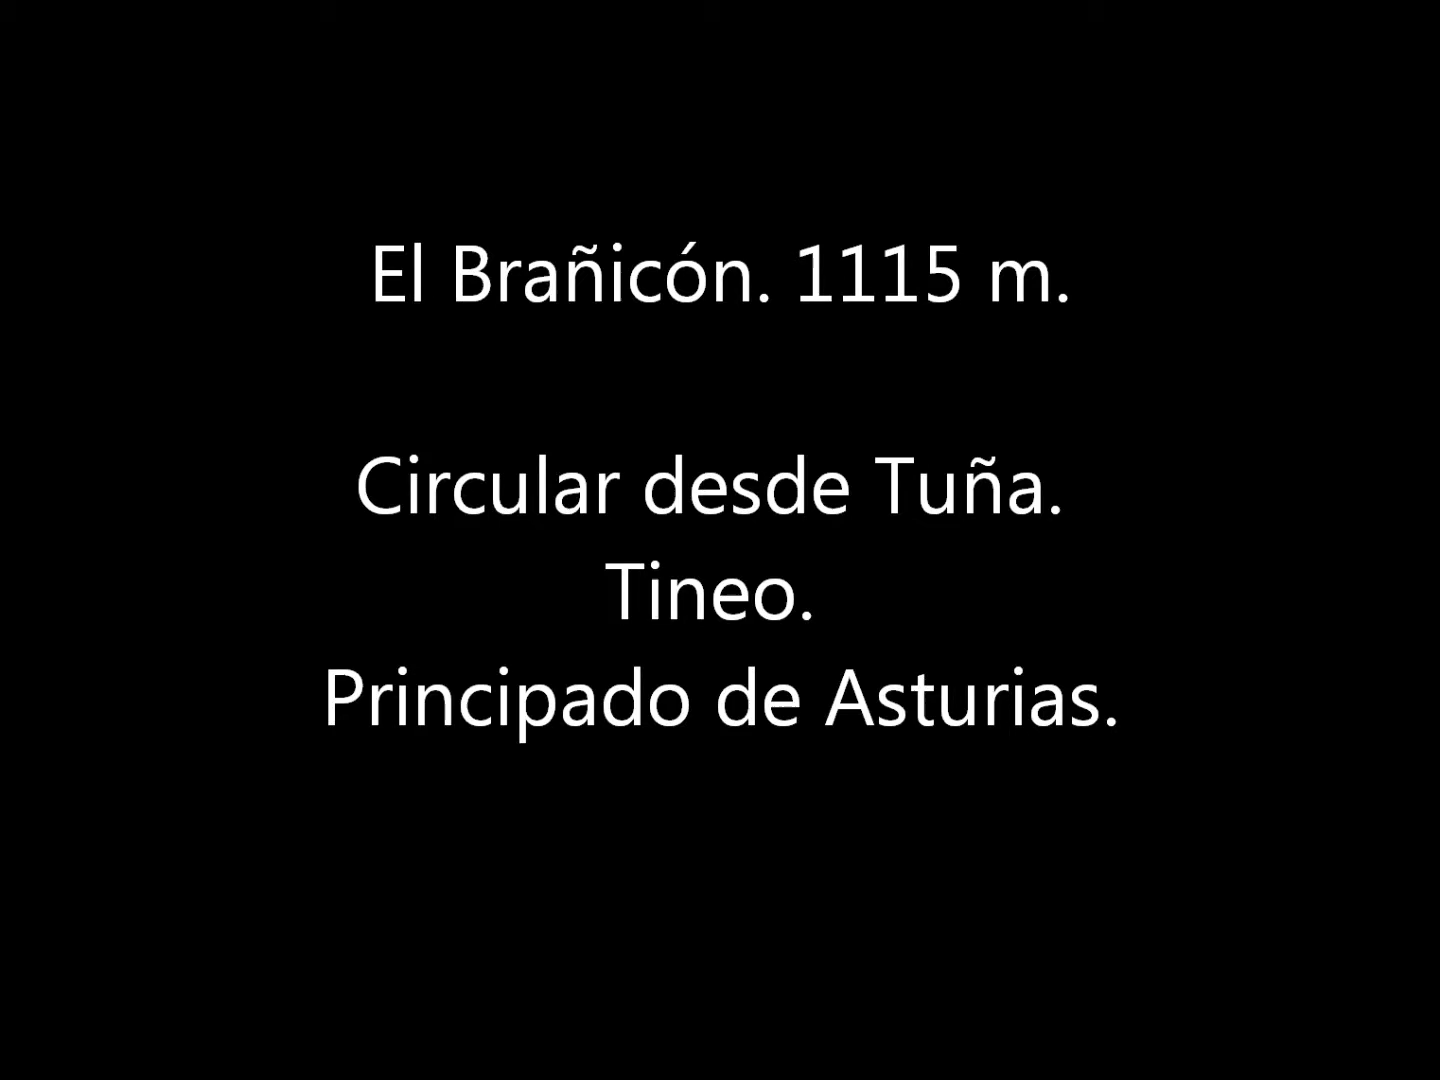 El Brañicón. 1115 m.
Circular desde Tuña.
Tineo.
Principado de Asturias.